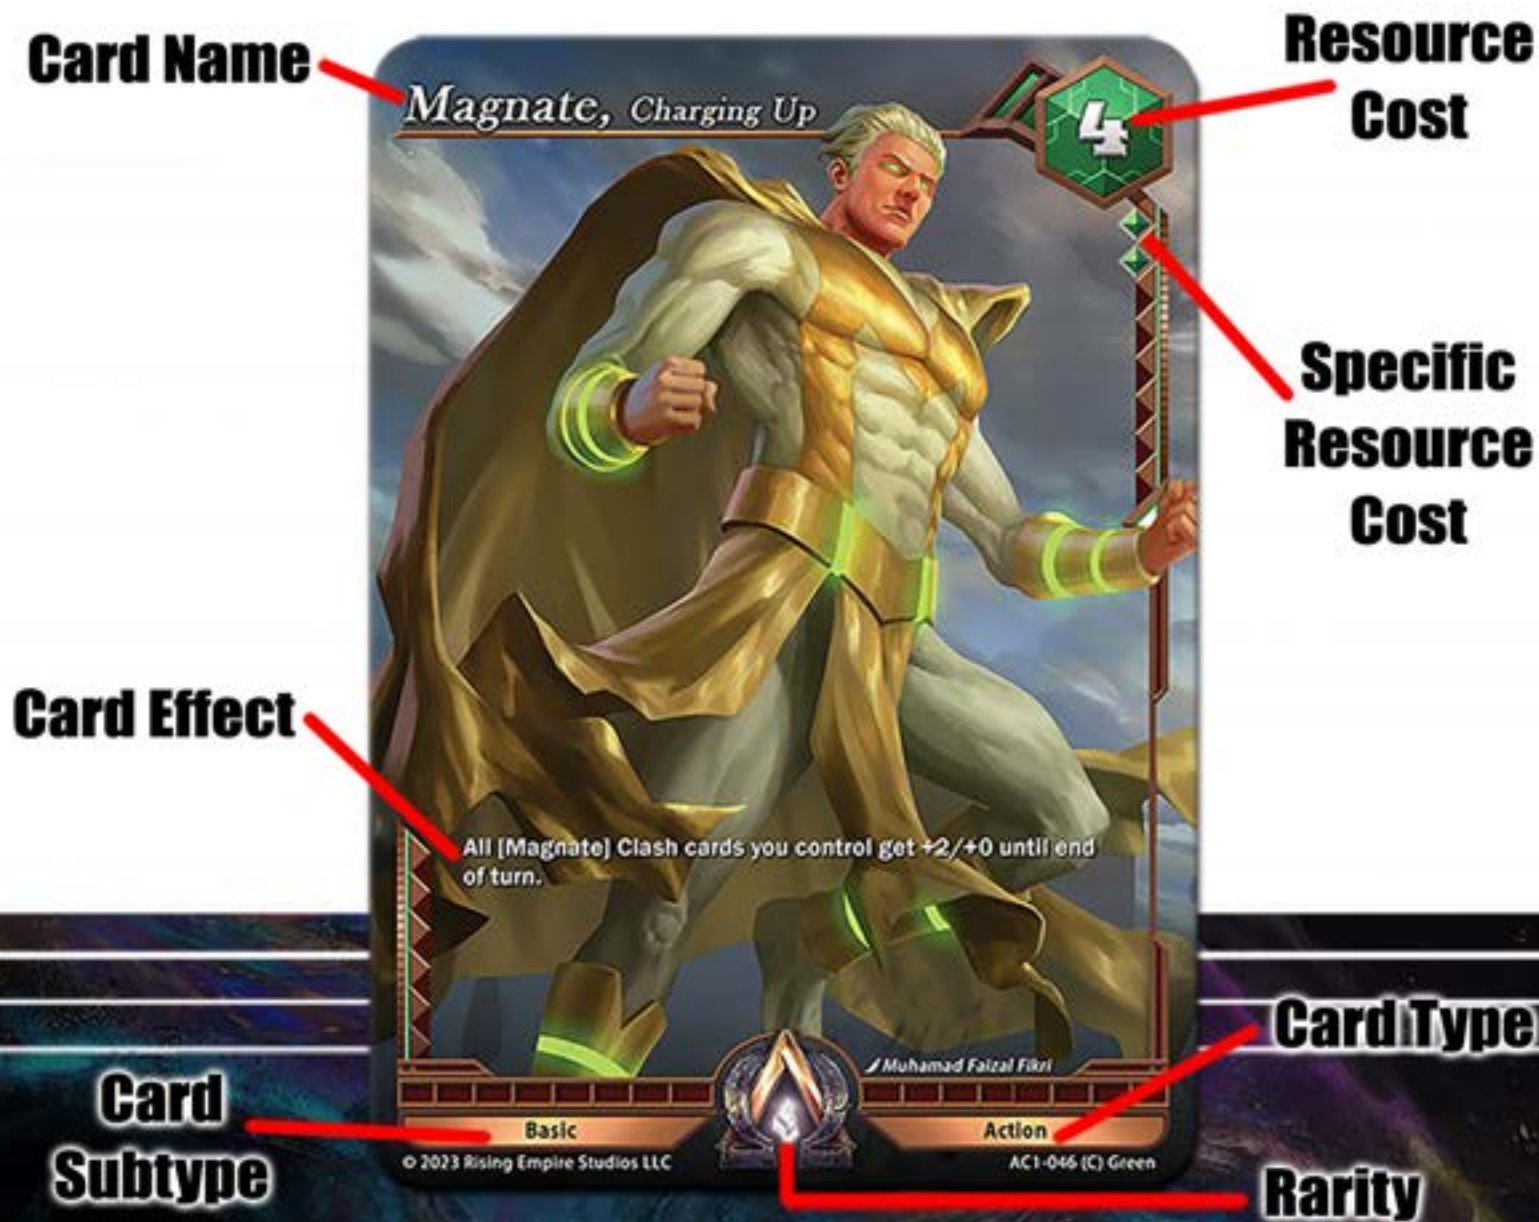 Card Name
Magnate, Charging Up
4
Resource
Cost
Specific
Resource
Cost
Card Effect
All [Magnate] Clash cards you control get +2/+0 until end
of turn.
Muhamad Faizal Fikri
Card Type
Card
Subtype
Basic
Action
© 2023 Rising Empire Studios LLC
AC1-046 (C) Green
Rarity